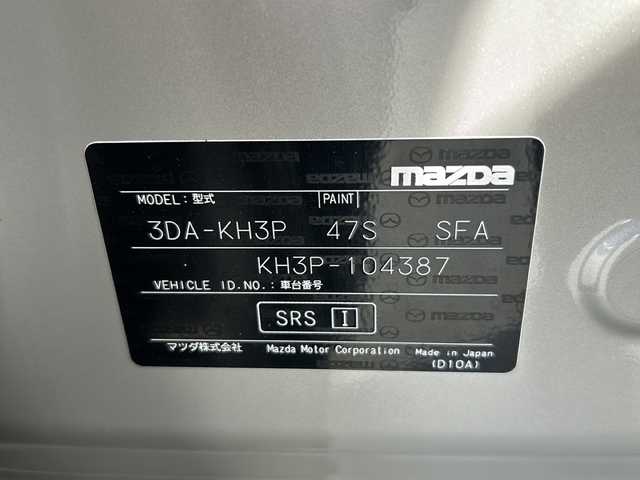 mazda
MODEL: 型式 PAINT
3DA-KH3P 47S SFA
KH3P-104387
VEHICLE ID.NO.: 車台番号
SRS I
マツダ株式会社 Mazda Motor Corporation Made in Japan
(D10A)